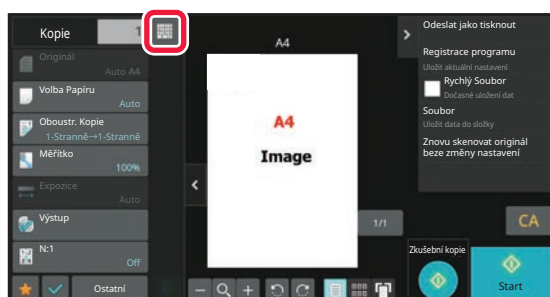 Kopie
1
Originál
Auto A4
Volba Papíru
Auto
Oboustr. Kopie
1-Stranně→1-Stranně
Měřítko
100%
Expozice
Auto
Výstup
N:1
Off
Ostatní
A4
A4
Image
1/1
Odeslat jako tisknout
Registrace programu
Uložit aktuální nastavení
Rychlý Soubor
Dočasné uložení dat
Soubor
Uložit data do složky
Znovu skenovat originál
beze změny nastavení
CA
Zkušební kopie
Start